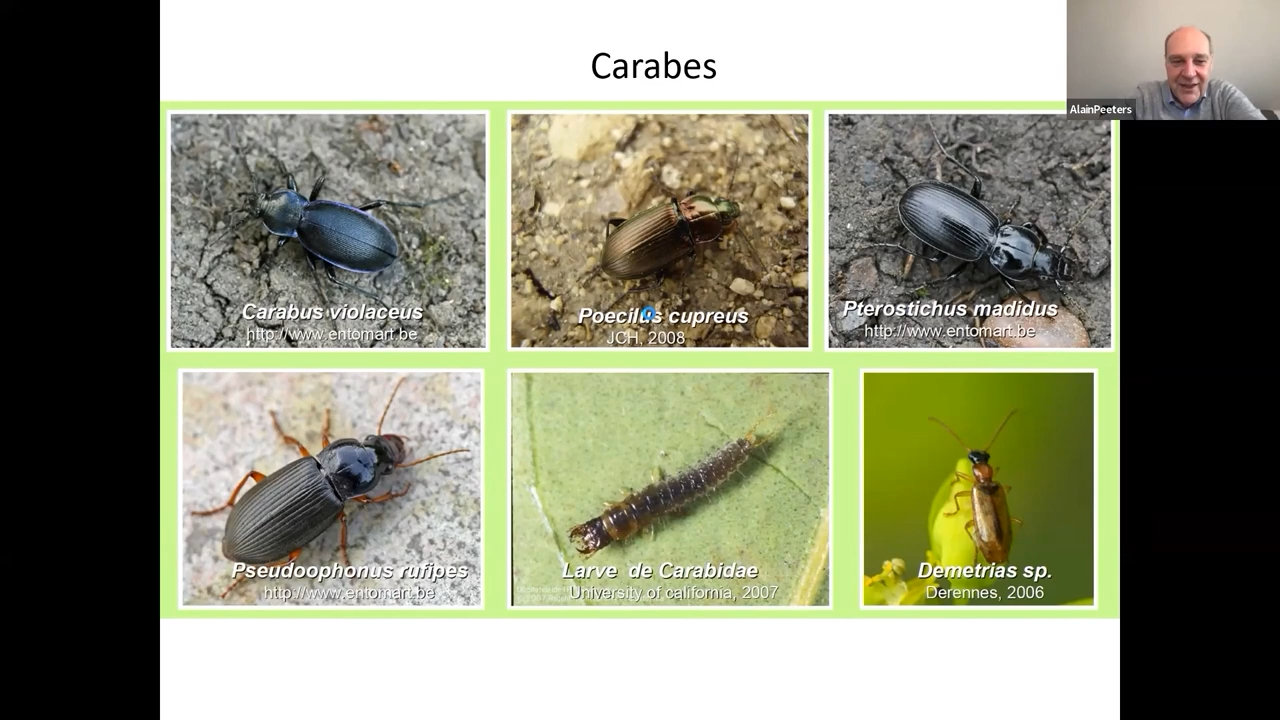 Carabes
AlainPeeters
Carabus violaceus
http://www.entomart.be
Poecilus cupreus
JCH, 2008
Pterostichus madidus
http://www.entomart.be
Pseudoophonus rufipes
http://www.entomart.be
Larve de Carabidae
University of california, 2007
Demetrias sp.
Derennes, 2006